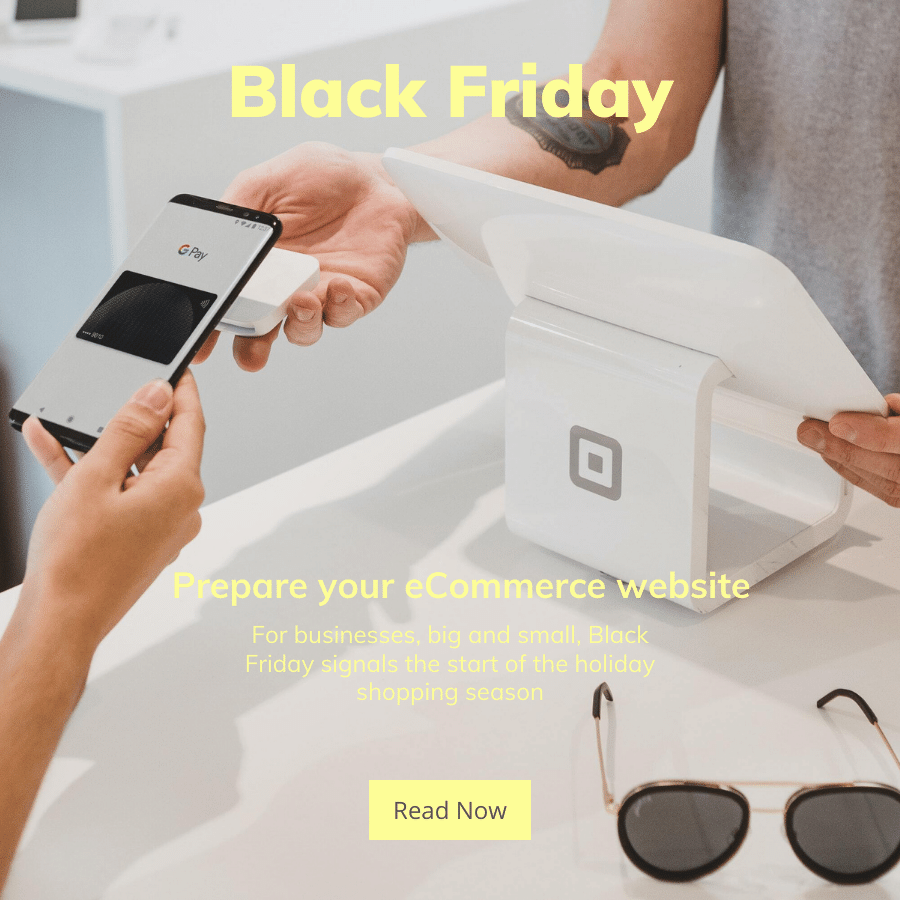 Black Friday
G Pay
Prepare your eCommerce website
For businesses, big and small, Black
Friday signals the start of the holiday
shopping season
Read Now